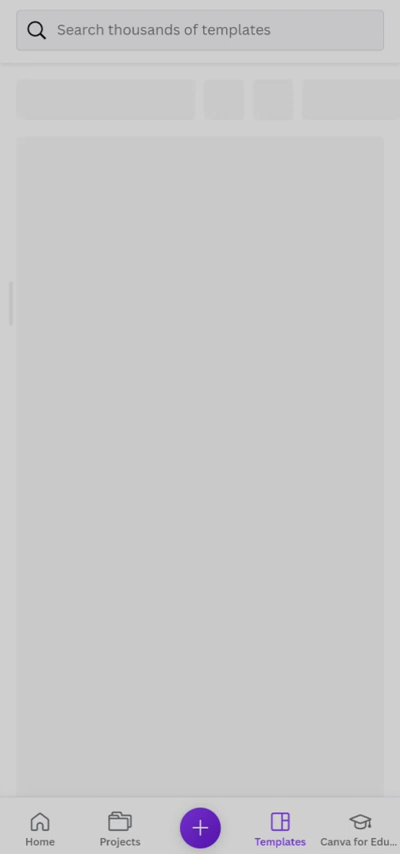 Search thousands of templates
Home
Projects
Templates
Canva for Edu...